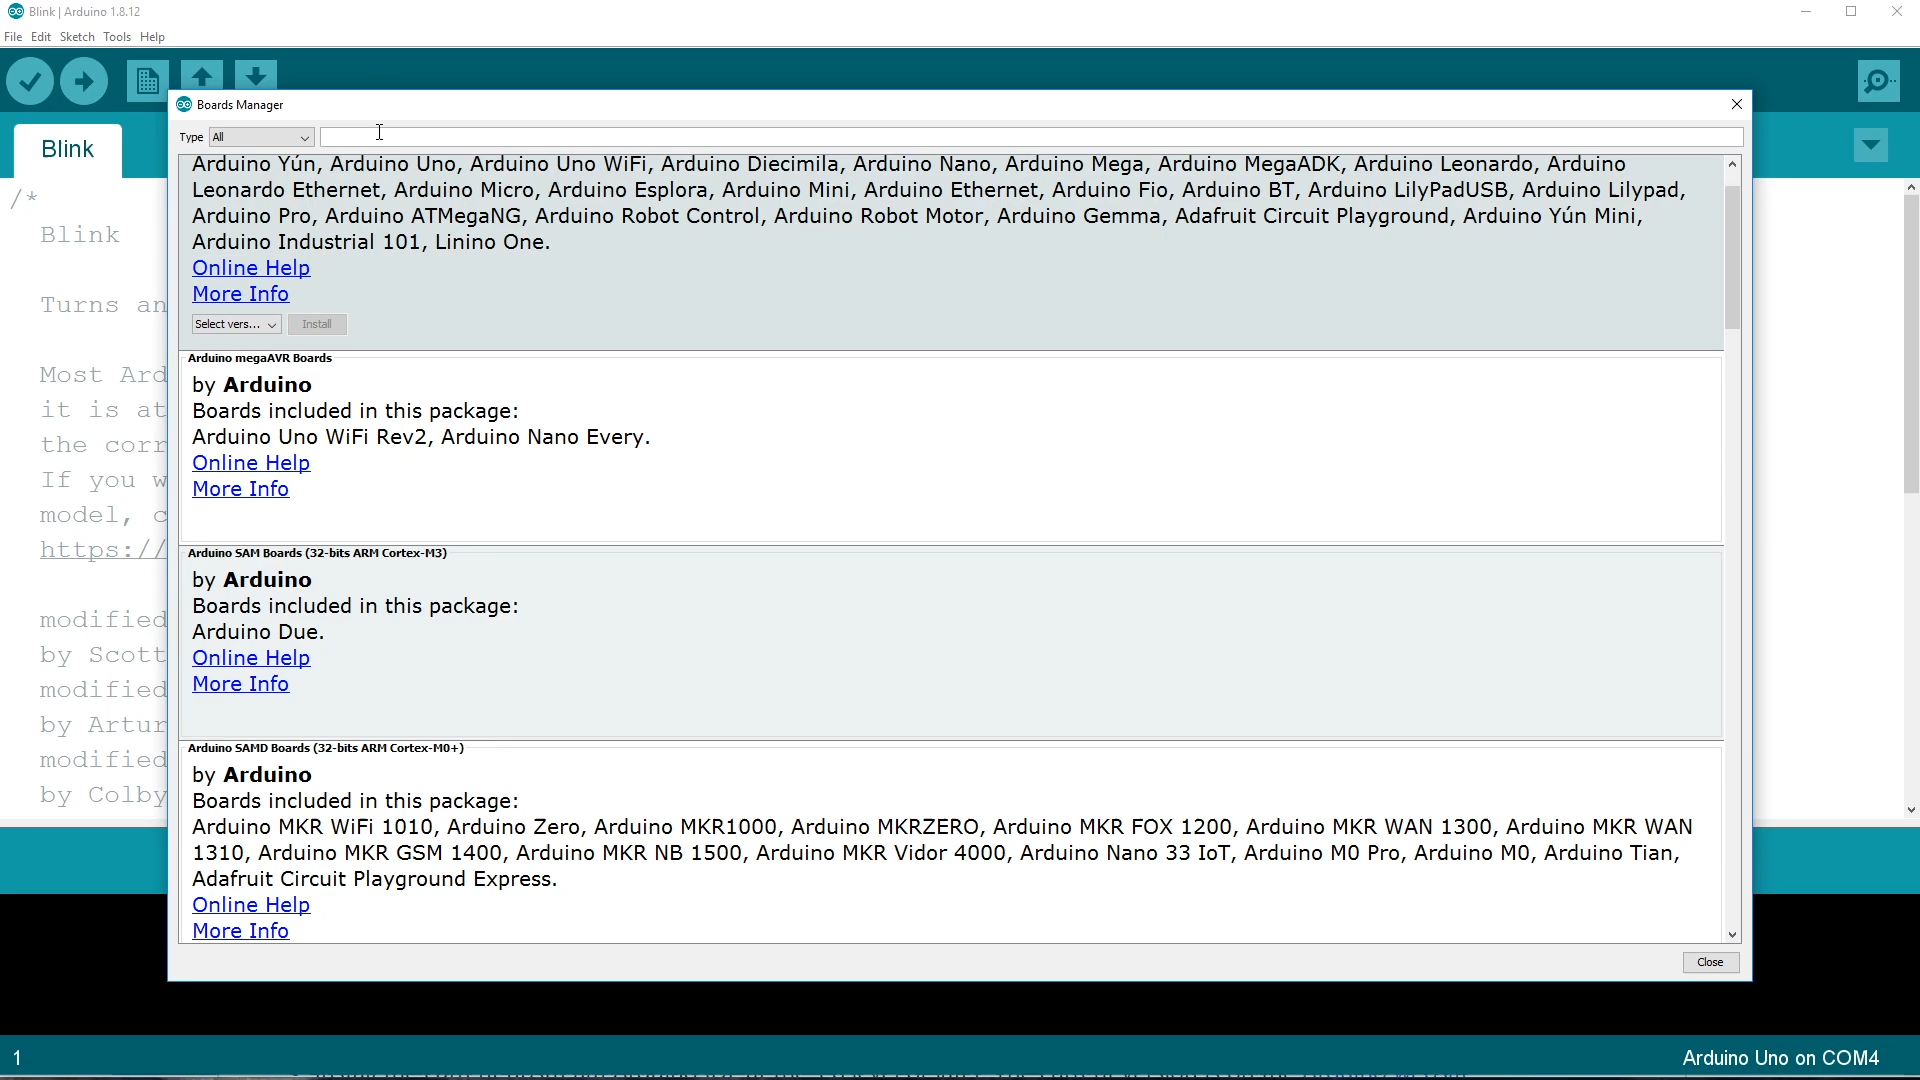 Blink | Arduino 1.8.12
File Edit Sketch Tools Help
Boards Manager
Type All
Blink
Arduino Yún, Arduino Uno, Arduino Uno WiFi, Arduino Diecimila, Arduino Nano, Arduino Mega, Arduino MegaADK, Arduino Leonardo, Arduino
Leonardo Ethernet, Arduino Micro, Arduino Esplora, Arduino Mini, Arduino Ethernet, Arduino Fio, Arduino BT, Arduino LilyPadUSB, Arduino Lilypad,
Arduino Pro, Arduino ATMegaNG, Arduino Robot Control, Arduino Robot Motor, Arduino Gemma, Adafruit Circuit Playground, Arduino Yún Mini,
Arduino Industrial 101, Linino One.
Online Help
More Info
Select vers... Install
Arduino megaAVR Boards
by Arduino
Boards included in this package:
Arduino Uno WiFi Rev2, Arduino Nano Every.
Online Help
More Info
Arduino SAM Boards (32-bits ARM Cortex-M3)
by Arduino
Boards included in this package:
Arduino Due.
Online Help
More Info
Arduino SAMD Boards (32-bits ARM Cortex-M0+)
by Arduino
Boards included in this package:
Arduino MKR WiFi 1010, Arduino Zero, Arduino MKR1000, Arduino MKRZERO, Arduino MKR FOX 1200, Arduino MKR WAN 1300, Arduino MKR WAN
1310, Arduino MKR GSM 1400, Arduino MKR NB 1500, Arduino MKR Vidor 4000, Arduino Nano 33 IoT, Arduino M0 Pro, Arduino M0, Arduino Tian,
Adafruit Circuit Playground Express.
Online Help
More Info
Close
/*
Blink
Turns an
Most Ard
it is at
the corr
If you w
model, c
https://
modified
by Scott
modified
by Artur
modified
by Colby
1
Arduino Uno on COM4